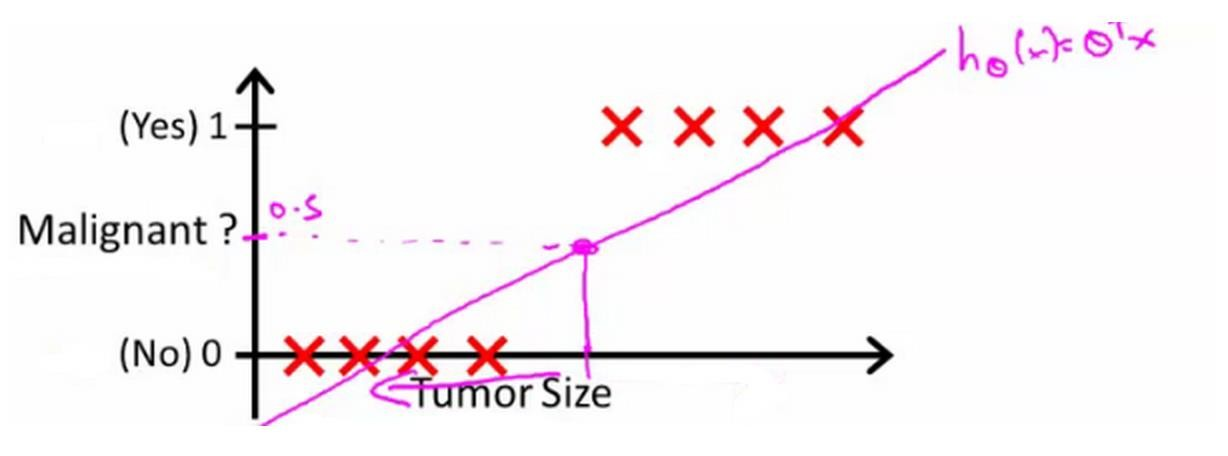 hθ(x)=θᵀx
(Yes) 1
0.5
Malignant ?
(No) 0
Tumor Size